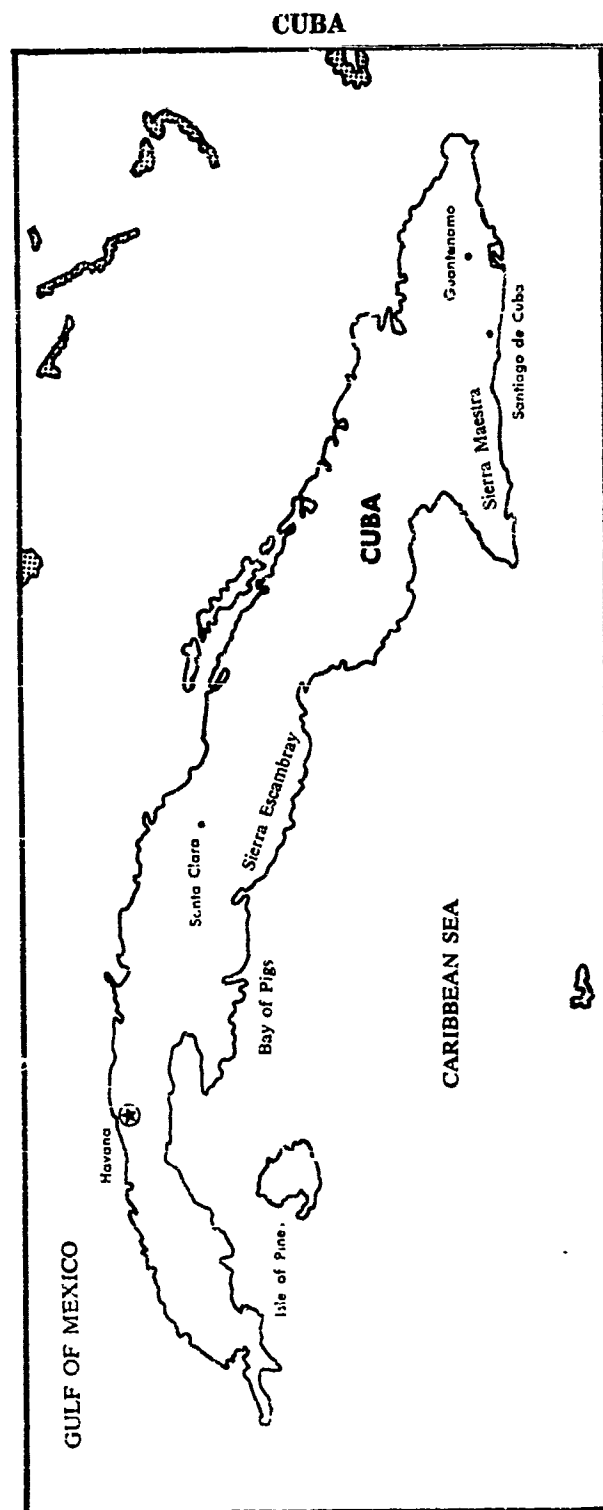 CUBA
GULF OF MEXICO
Havana
Isle of Pines
Bay of Pigs
Santa Clara
Sierra Escambray
CARIBBEAN SEA
CUBA
Sierra Maestra
Guantenamo
Santiago de Cuba